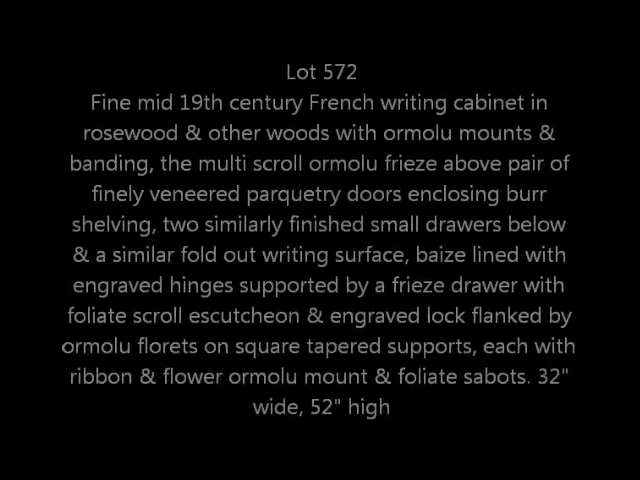 Lot 572
Fine mid 19th century French writing cabinet in
rosewood & other woods with ormolu mounts &
banding, the multi scroll ormolu frieze above pair of
finely veneered parquetry doors enclosing burr
shelving, two similarly finished small drawers below
& a similar fold out writing surface, baize lined with
engraved hinges supported by a frieze drawer with
foliate scroll escutcheon & engraved lock flanked by
ormolu florets on square tapered supports, each with
ribbon & flower ormolu mount & foliate sabots. 32"
wide, 52" high